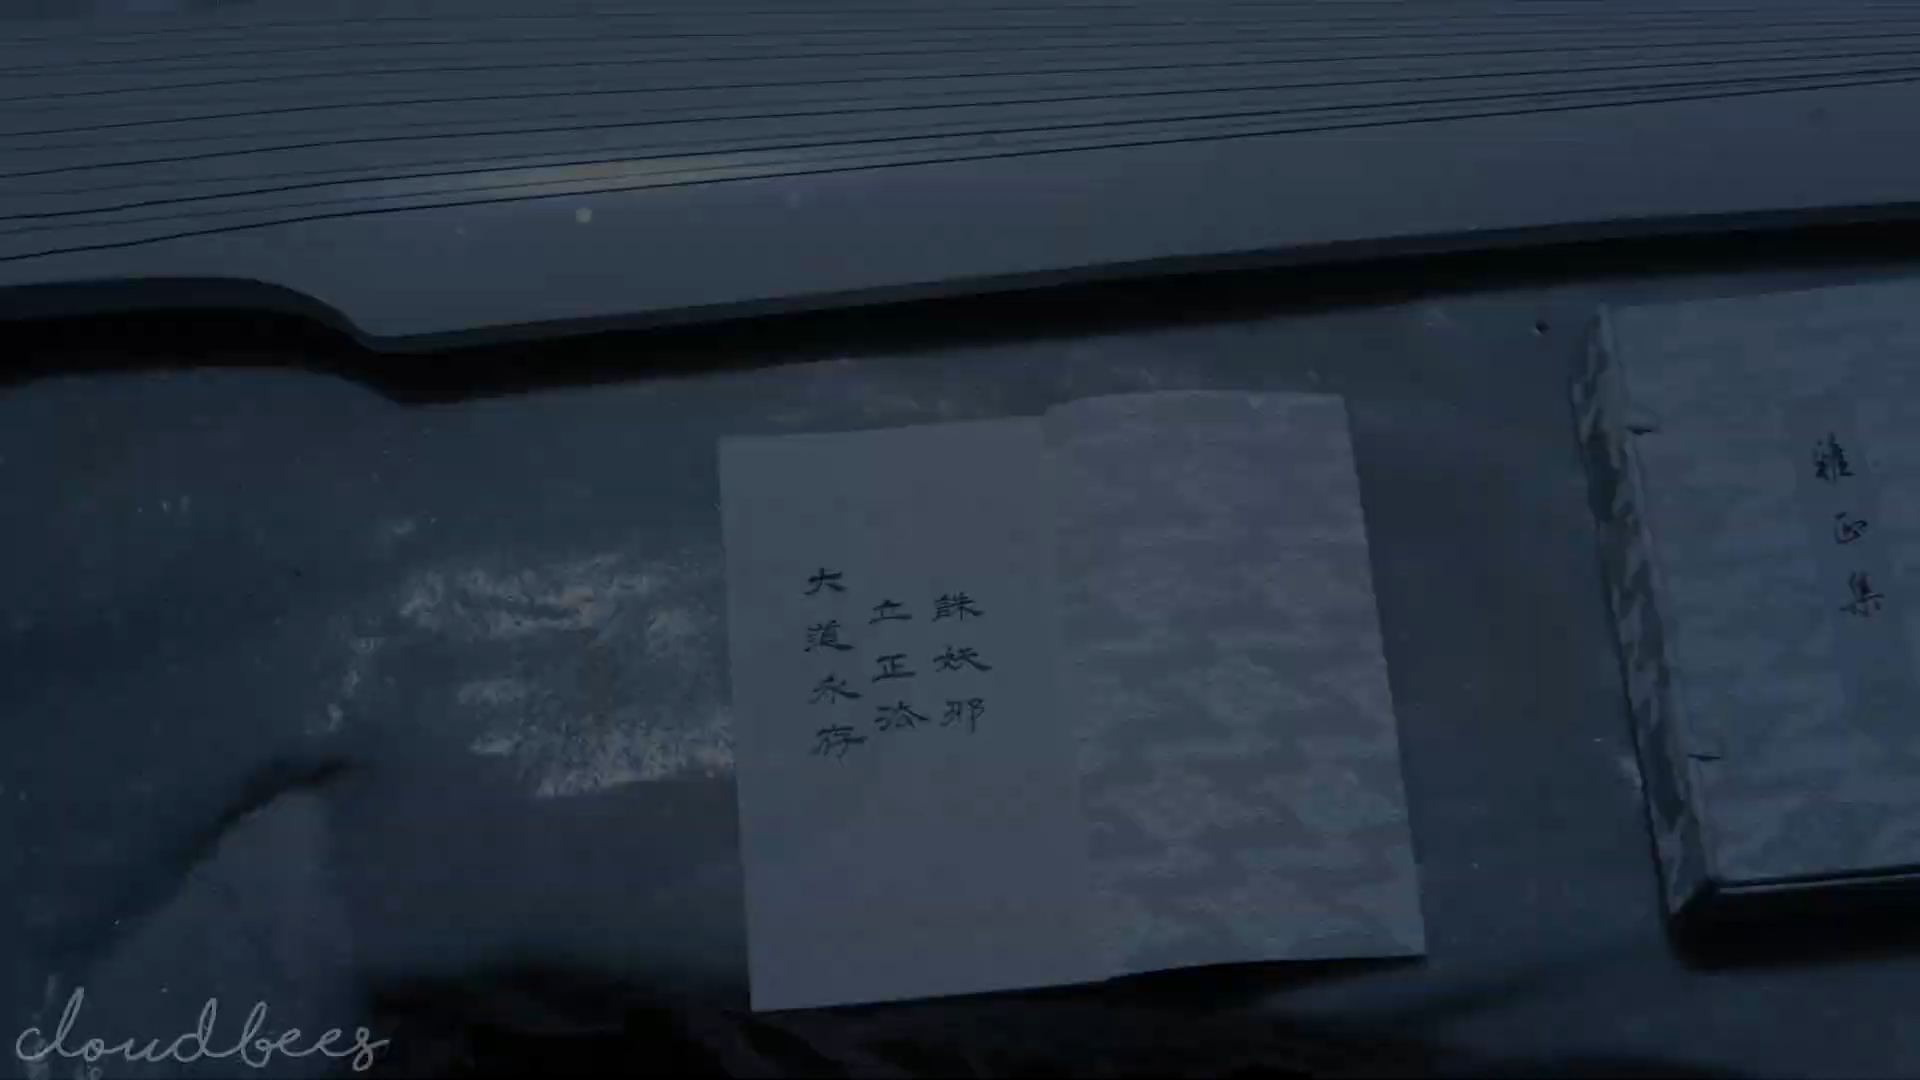 誅妖邪
立正法
大道永存
雅正集
cloudbees